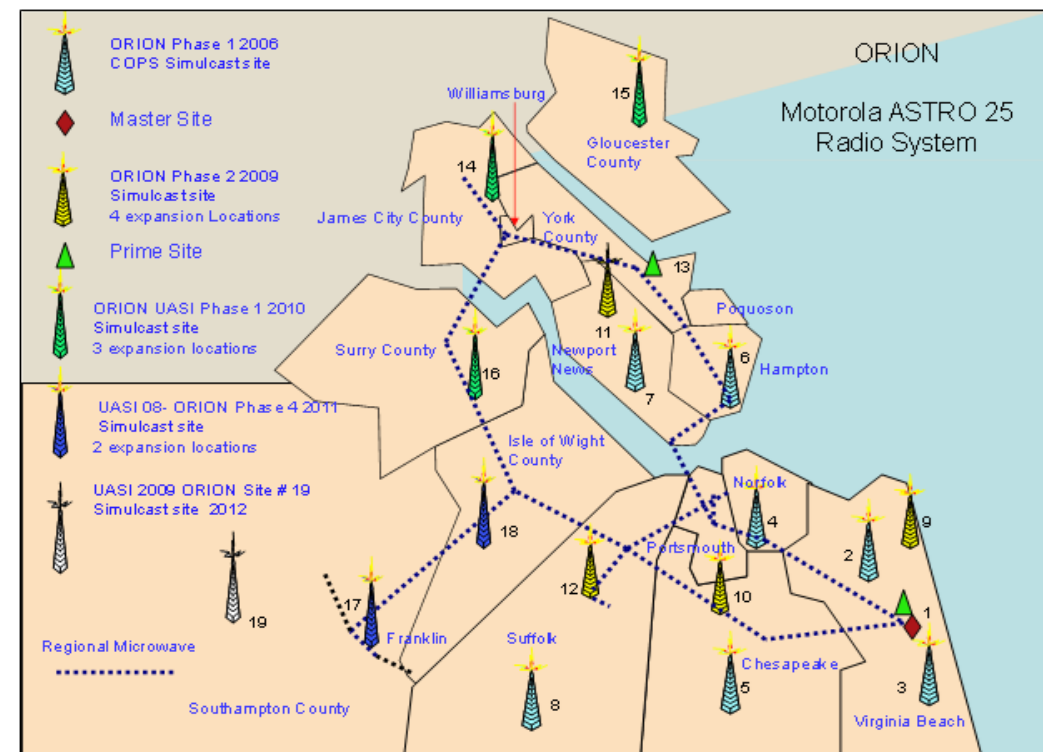 ORION Phase 1 2006
COPS Simulcast site
Master Site
ORION Phase 2 2009
Simulcast site
4 expansion Locations
Prime Site
ORION UASI Phase 1 2010
Simulcast site
3 expansion locations
UASI 08- ORION Phase 4 2011
Simulcast site
2 expansion locations
UASI 2009 ORION Site # 19
Simulcast site 2012
Regional Microwave
ORION
Motorola ASTRO 25
Radio System
15
Gloucester
County
Williamsburg
14
James City County
York
County
13
Poquoson
11
Newport
News
7
6
Hampton
Surry County
16
Isle of Wight
County
18
Norfolk
4
9
2
Portsmouth
12
10
1
17
Franklin
19
Suffolk
8
Chesapeake
5
3
Virginia Beach
Southampton County